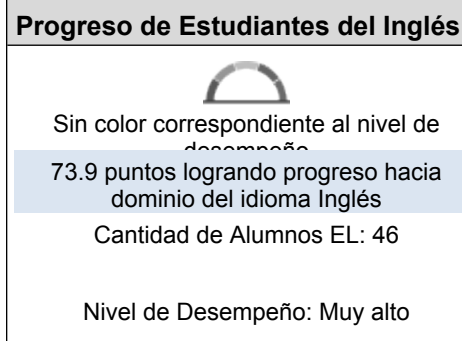 Progreso de Estudiantes del Inglés
Sin color correspondiente al nivel de
desempeño
73.9 puntos logrando progreso hacia
dominio del idioma Inglés
Cantidad de Alumnos EL: 46
Nivel de Desempeño: Muy alto